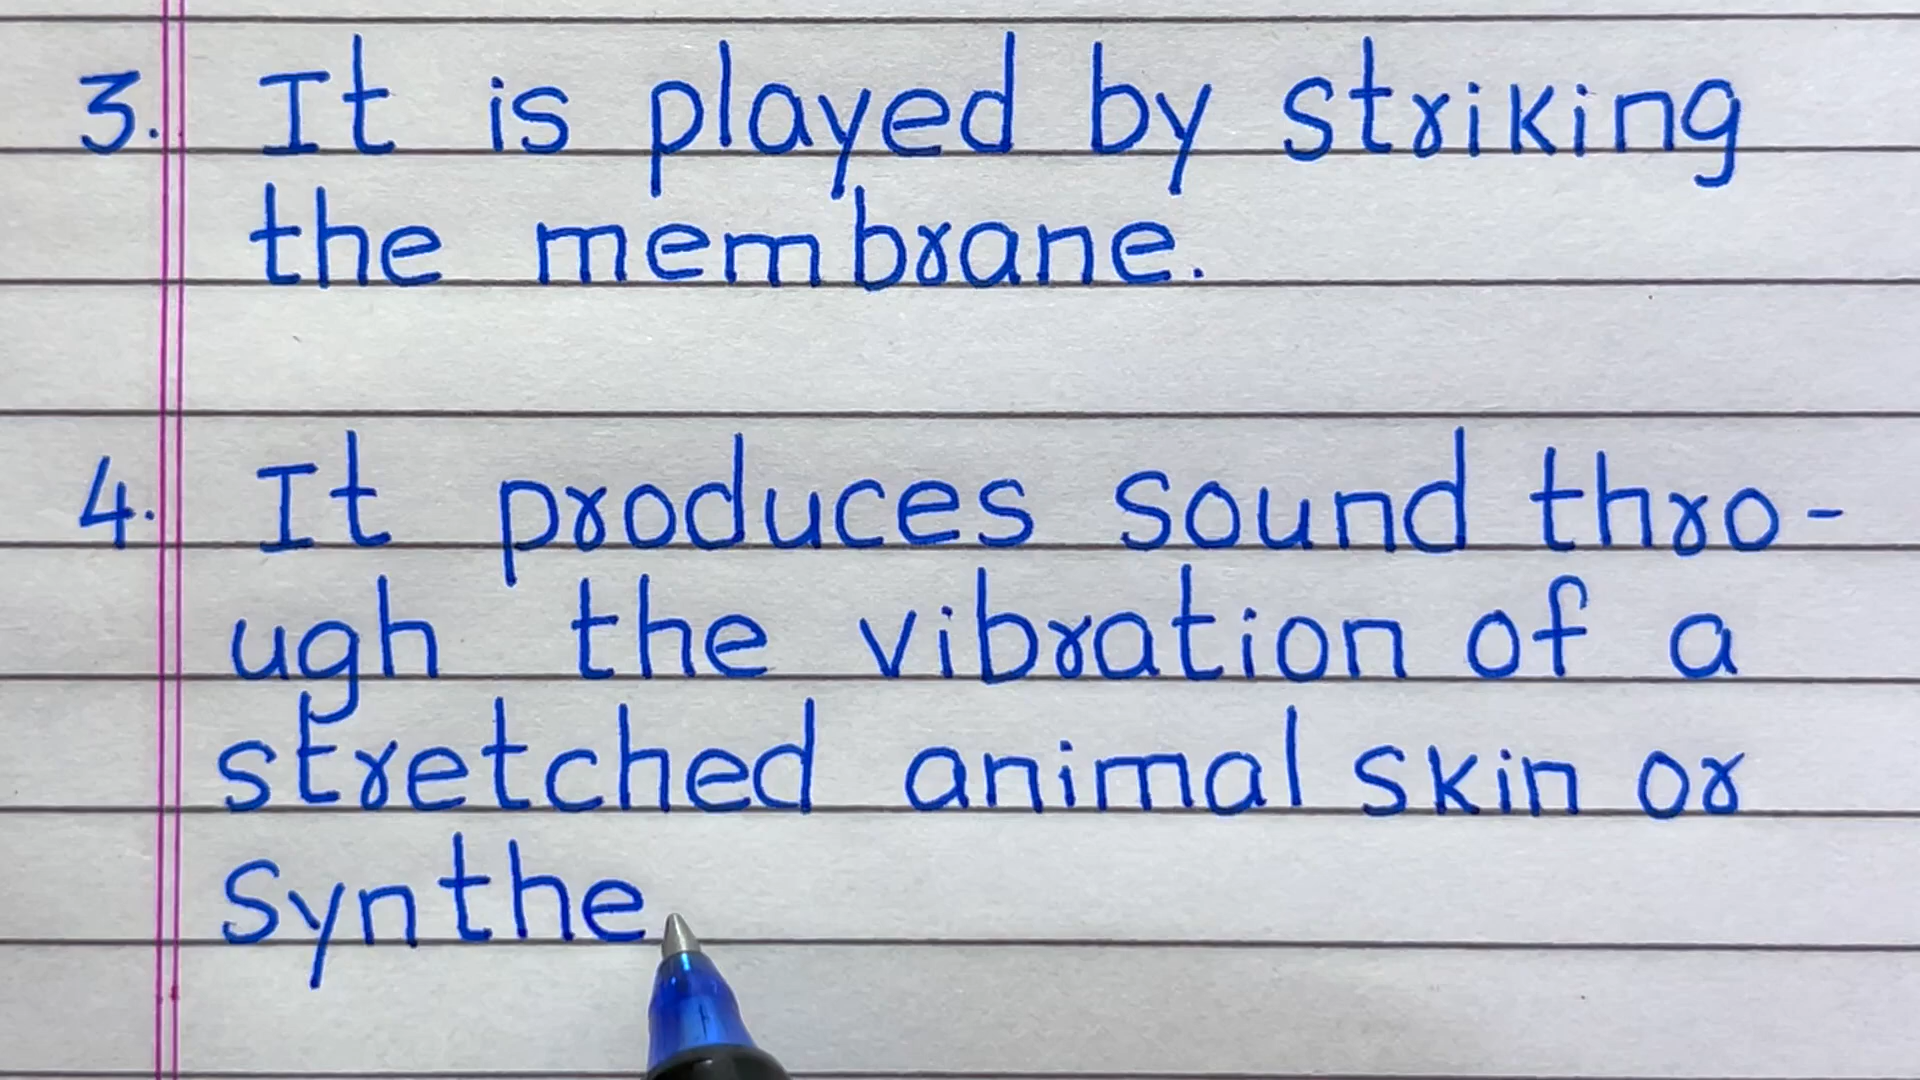 3. It is played by striking
the membrane.
4. It produces sound thro-
ugh the vibration of a
stretched animal skin or
Synthe